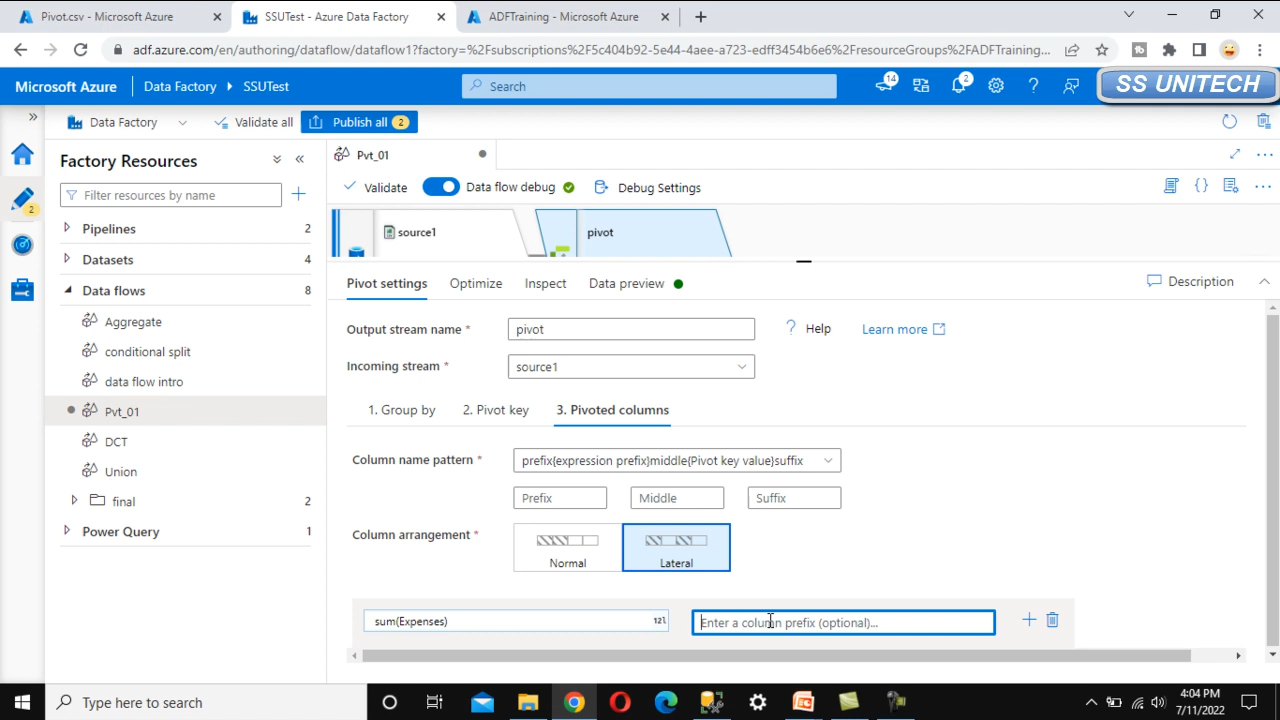 Pivot.csv - Microsoft Azure
SSUTest - Azure Data Factory
ADFTraining - Microsoft Azure
adf.azure.com/en/authoring/dataflow/dataflow1?factory=%2Fsubscriptions%2F5c404b92-5e44-4aee-a723-edff3454b6e6%2FresourceGroups%2FADFTraining...
Microsoft Azure
Data Factory
SSUTest
Search
14
2
SS UNITECH
Data Factory
Validate all
Publish all 2
Factory Resources
Pvt_01
Filter resources by name
Validate
Data flow debug
Debug Settings
2
Pipelines 2
source1
pivot
Datasets 4
Data flows 8
Pivot settings
Optimize
Inspect
Data preview
Description
Aggregate
conditional split
data flow intro
Pvt_01
DCT
Union
final 2
Power Query 1
Output stream name *
pivot
Help
Learn more
Incoming stream *
source1
1. Group by
2. Pivot key
3. Pivoted columns
Column name pattern *
prefix{expression prefix}middle{Pivot key value}suffix
Prefix
Middle
Suffix
Column arrangement *
Normal
Lateral
sum(Expenses)
Enter a column prefix (optional)...
Type here to search
4:04 PM
7/11/2022